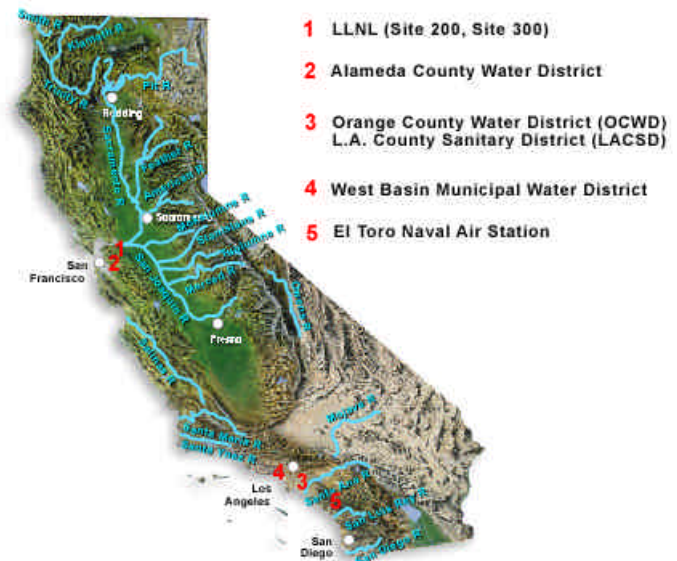 1 LLNL (Site 200, Site 300)
2 Alameda County Water District
3 Orange County Water District (OCWD)
L.A. County Sanitary District (LACSD)
4 West Basin Municipal Water District
5 El Toro Naval Air Station
Smith R
Klamath R
Trinity R
Pit R
Redding
Sacramento R
Feather R
American R
Sacramento
Mokelumne R
Stanislaus R
Tuolumne R
Merced R
San Joaquin R
Owens R
1
2
San
Francisco
Fresno
Salinas R
Mojave R
Santa Maria R
Santa Ynez R
4
3
Los
Angeles
Santa Ana R
5
San Luis Rey R
San
Diego
San Diego R